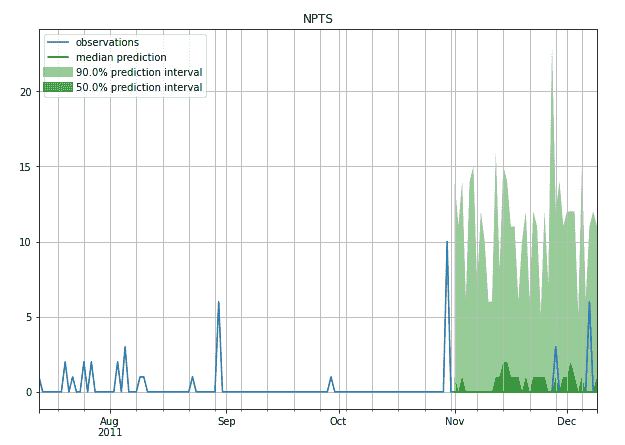 NPTS
observations
median prediction
90.0% prediction interval
50.0% prediction interval
20
15
10
5
0
Aug
2011
Sep
Oct
Nov
Dec